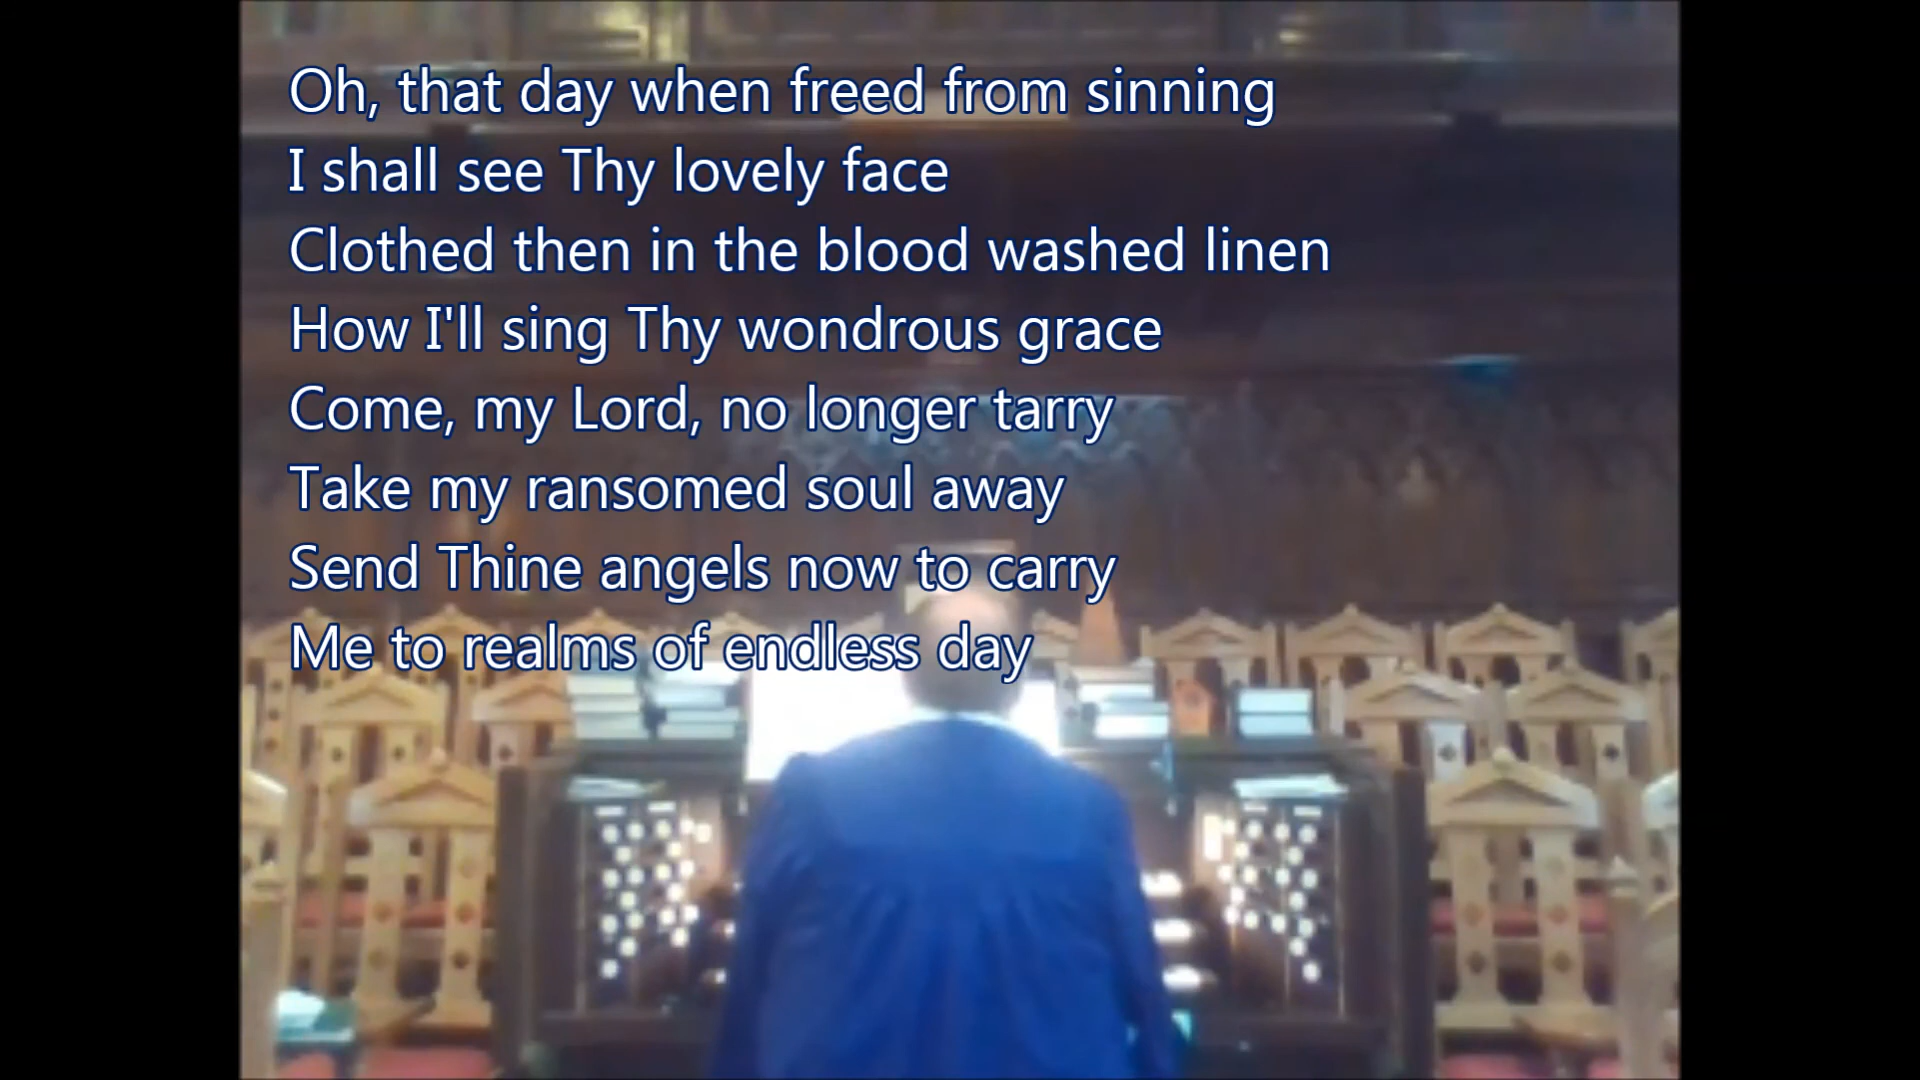 Oh, that day when freed from sinning
I shall see Thy lovely face
Clothed then in the blood washed linen
How I'll sing Thy wondrous grace
Come, my Lord, no longer tarry
Take my ransomed soul away
Send Thine angels now to carry
Me to realms of endless day